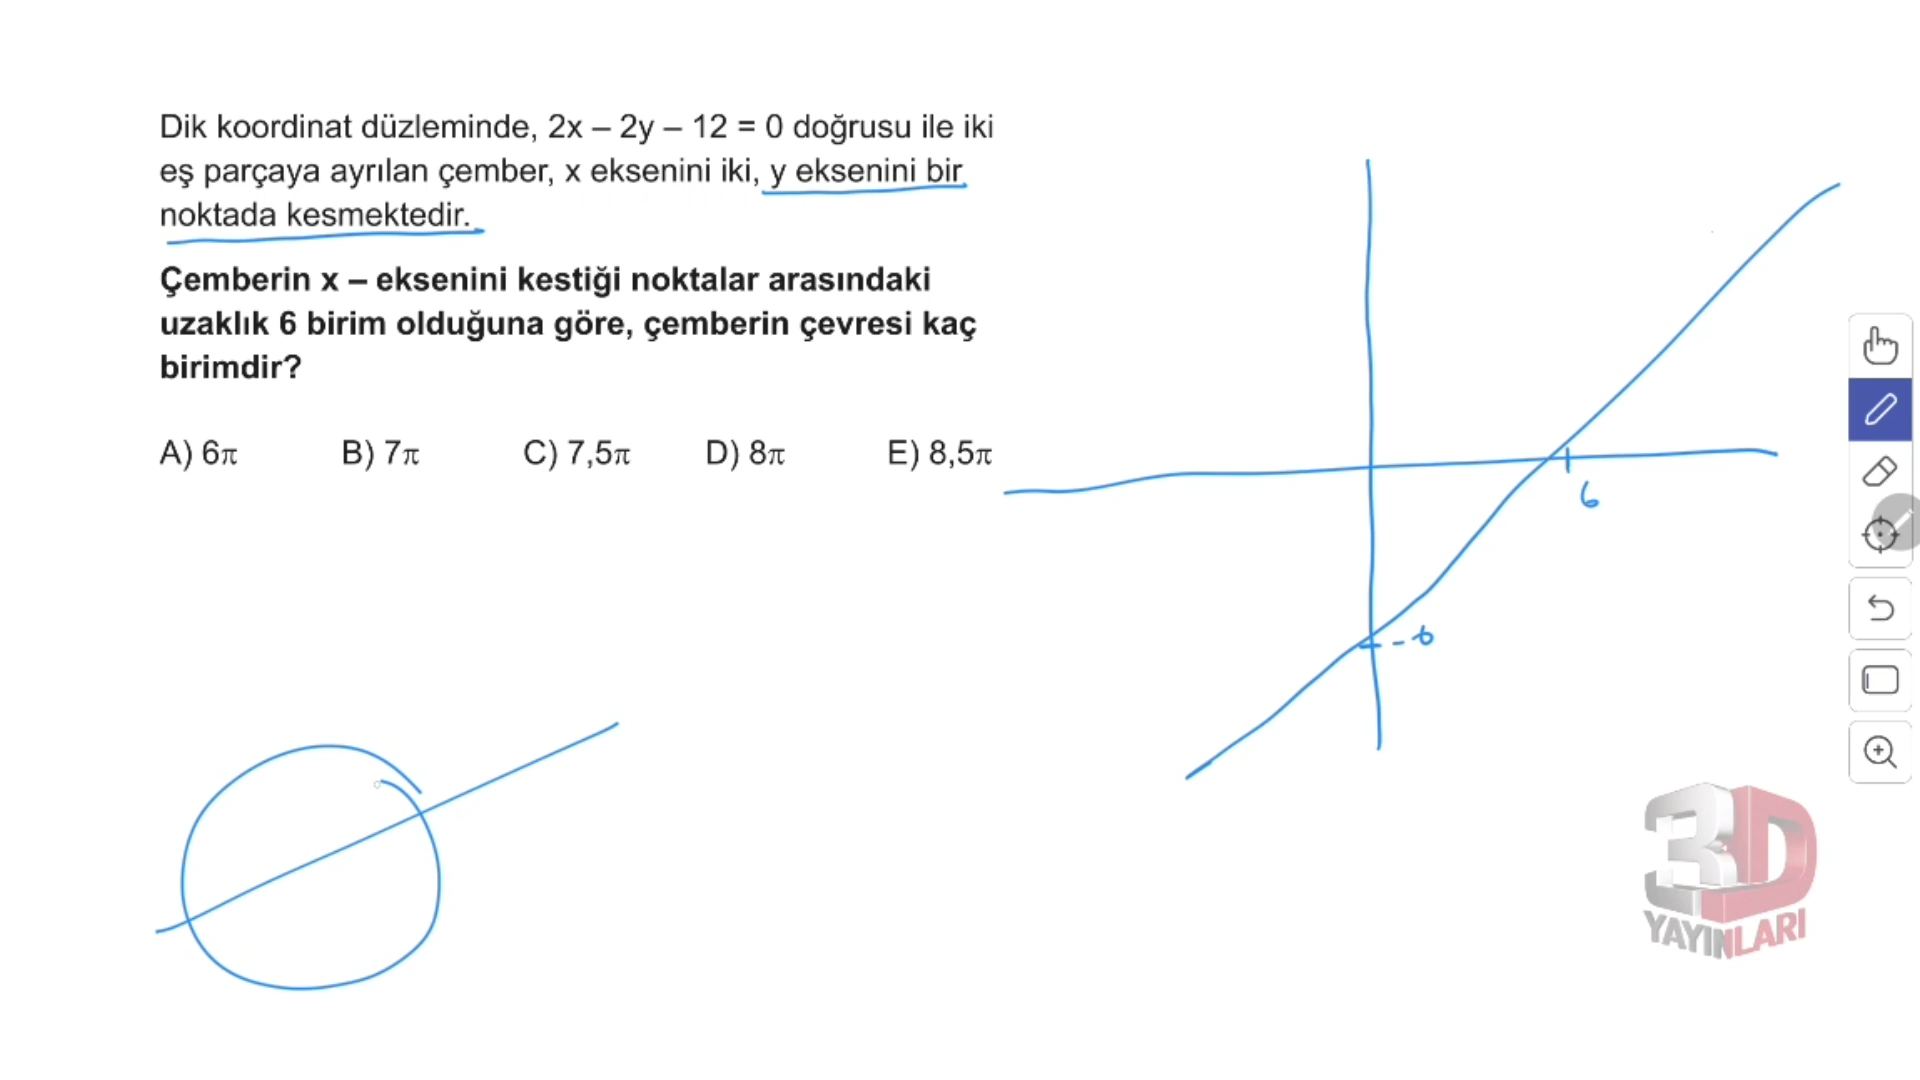 Dik koordinat düzleminde, 2x – 2y – 12 = 0 doğrusu ile iki
eş parçaya ayrılan çember, x eksenini iki, y eksenini bir
noktada kesmektedir.
Çemberin x – eksenini kestiği noktalar arasındaki
uzaklık 6 birim olduğuna göre, çemberin çevresi kaç
birimdir?
A) 6π B) 7π C) 7,5π D) 8π E) 8,5π
6
-6
3D
YAYINLARI